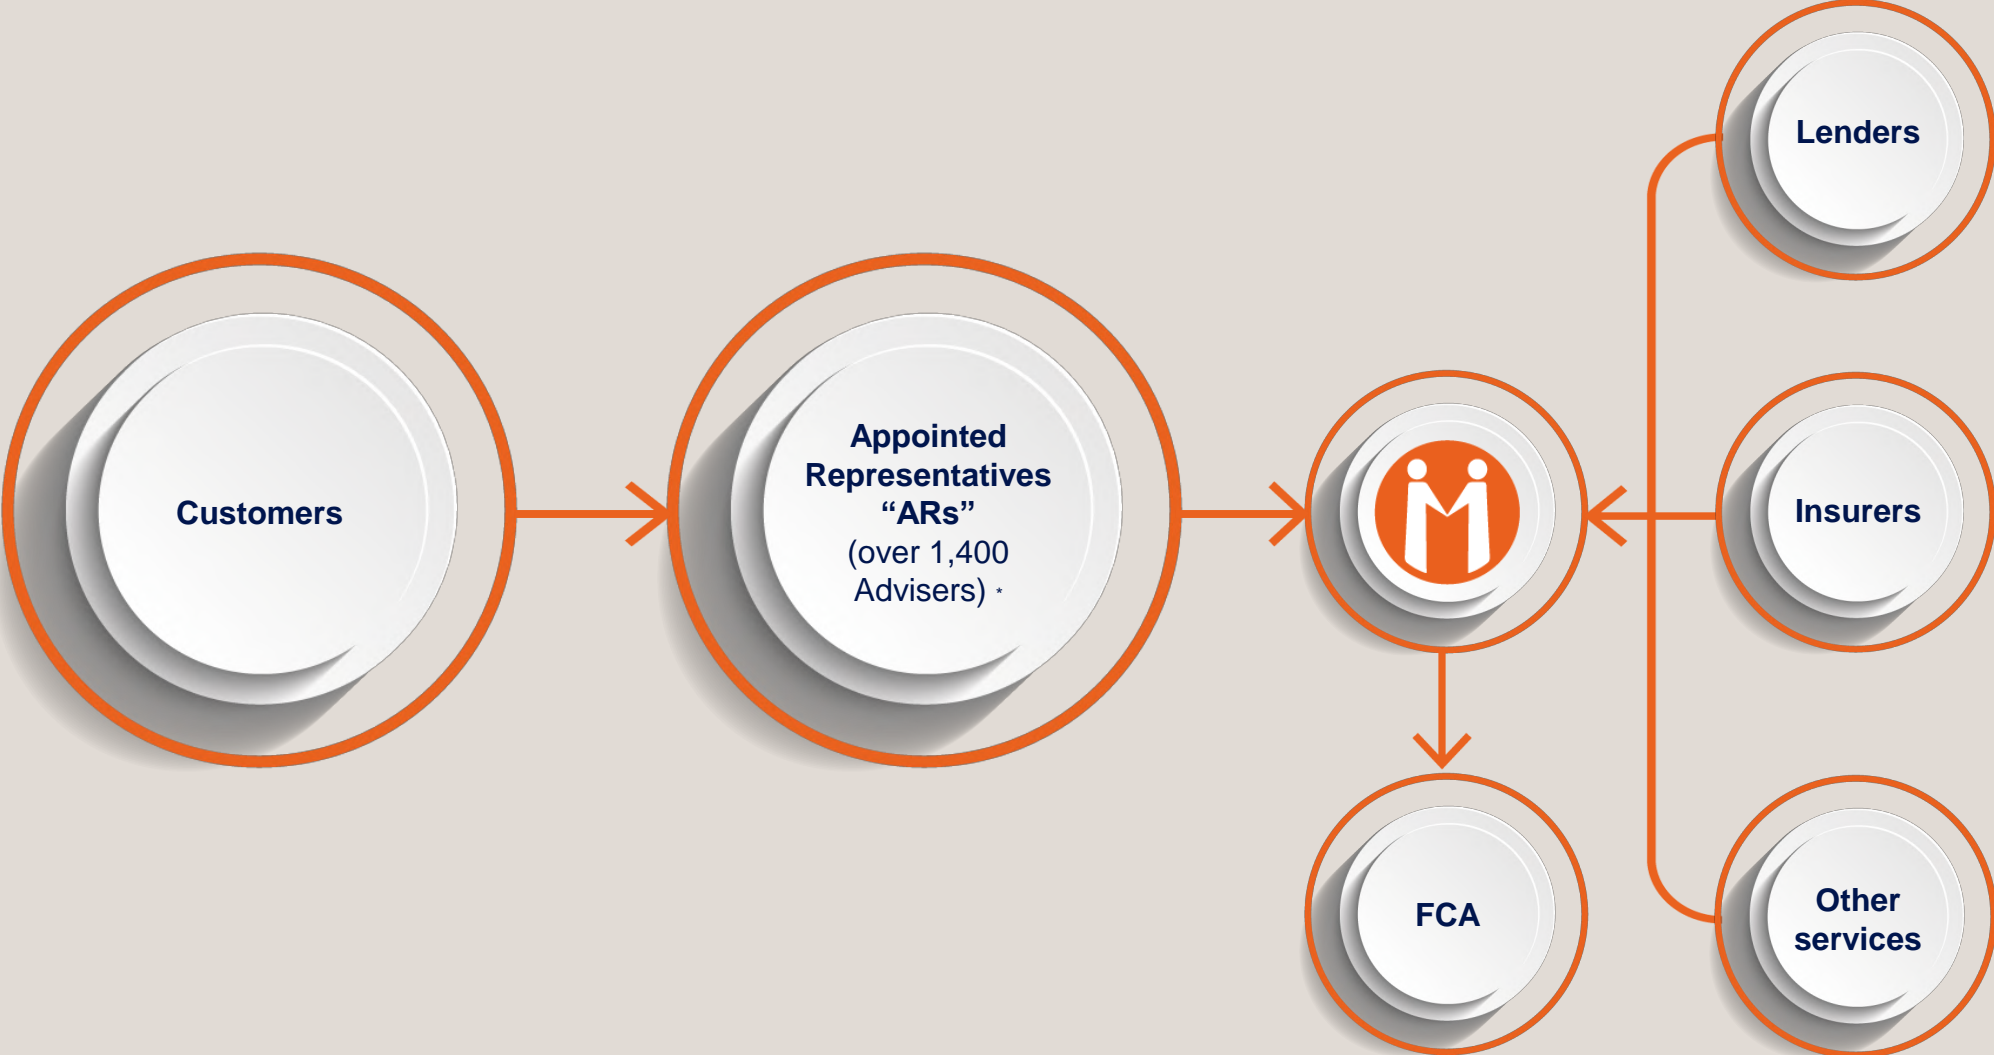 Customers
Appointed
Representatives
“ARs”
(over 1,400
Advisers) *
Lenders
Insurers
FCA
Other
services